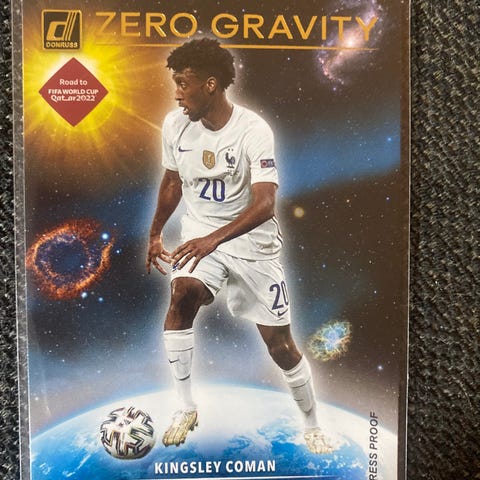 ZERO GRAVITY
DONRUSS
Road to
FIFA WORLD CUP
Qatar2022
20
20
KINGSLEY COMAN
RESS PROOF